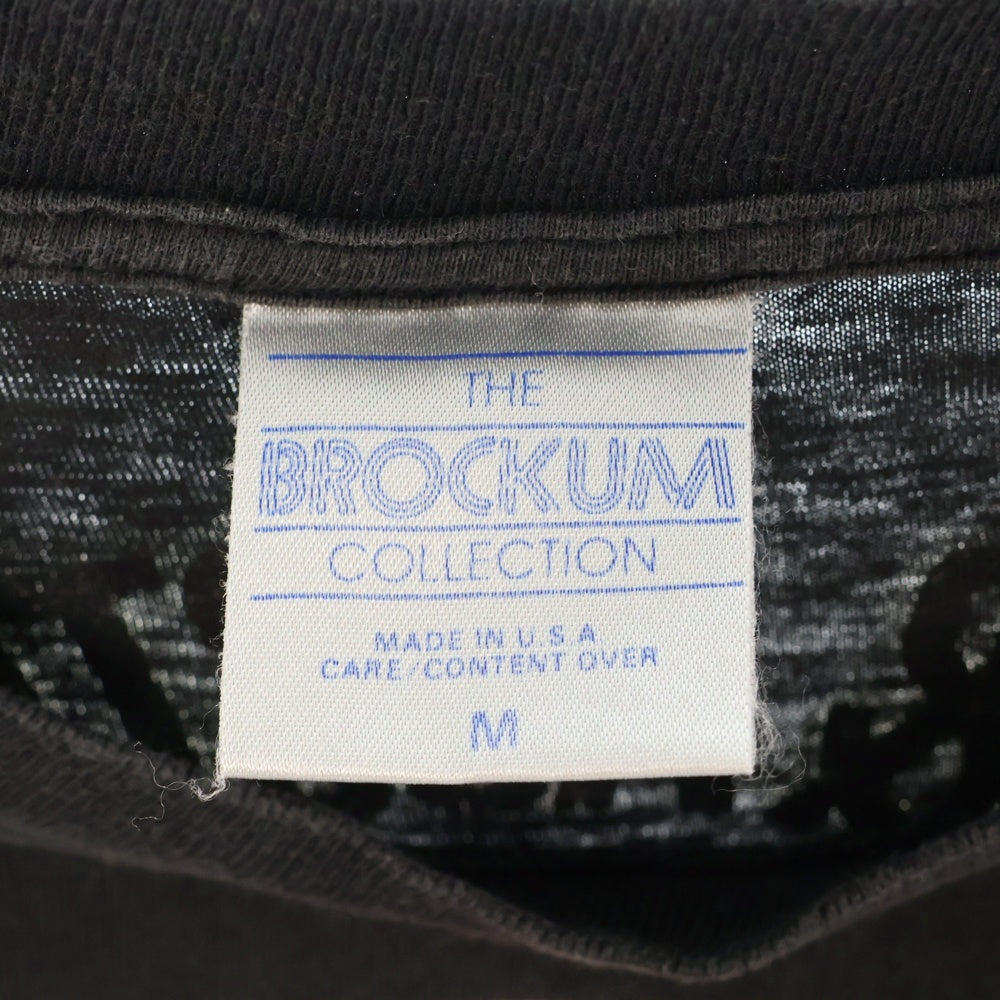 THE
BROCKUM
COLLECTION
MADE IN U.S.A
CARE/CONTENT OVER
M